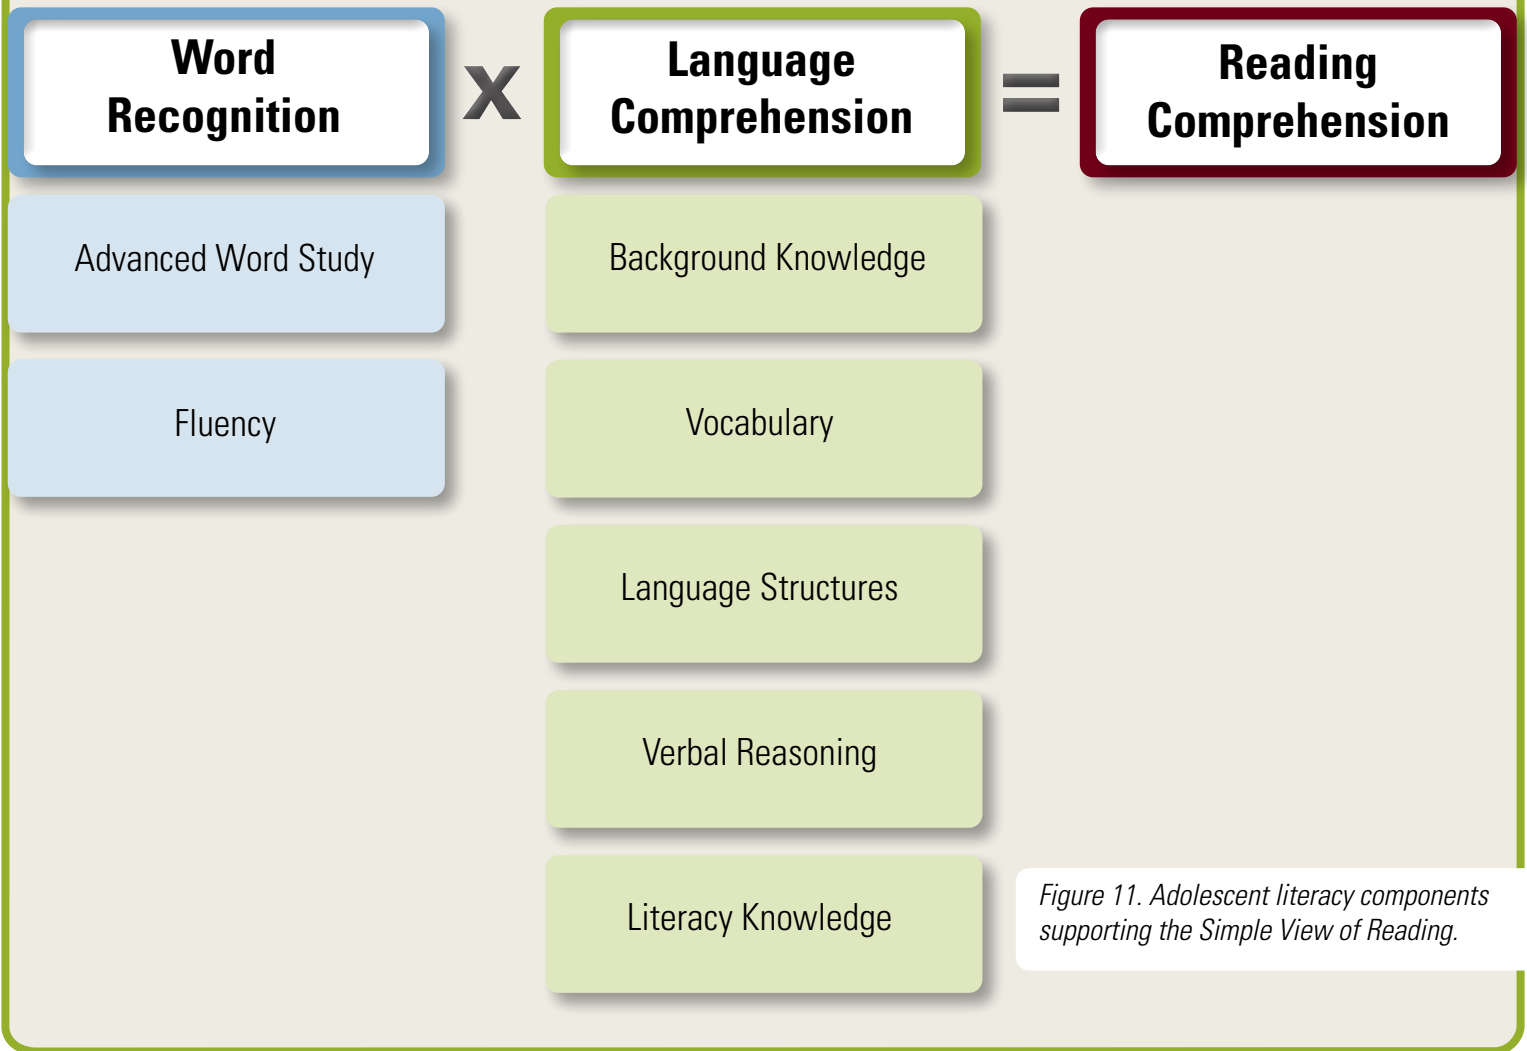 Word
Recognition
x
Language
Comprehension
=
Reading
Comprehension
Advanced Word Study
Fluency
Background Knowledge
Vocabulary
Language Structures
Verbal Reasoning
Literacy Knowledge
Figure 11. Adolescent literacy components
supporting the Simple View of Reading.